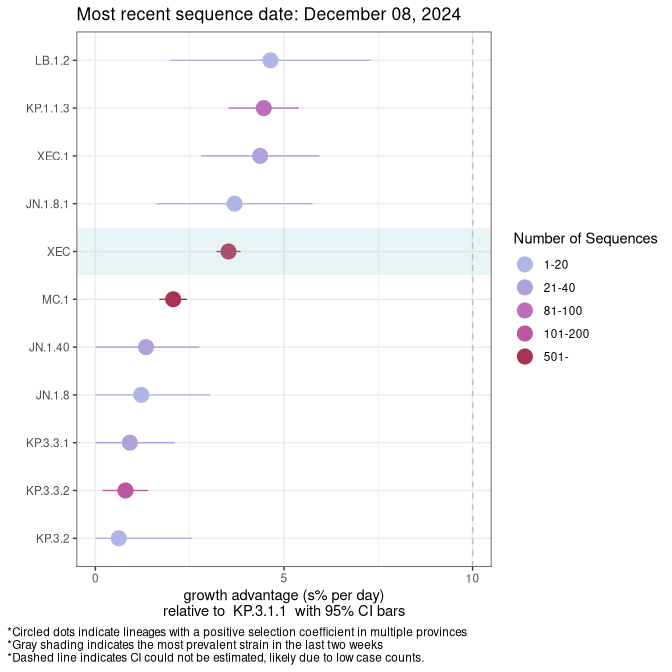 Most recent sequence date: December 08, 2024
LB.1.2
KP.1.1.3
XEC.1
JN.1.8.1
XEC
MC.1
JN.1.40
JN.1.8
KP.3.3.1
KP.3.3.2
KP.3.2
0 5 10
growth advantage (s% per day)
relative to KP.3.1.1 with 95% CI bars
Number of Sequences
1-20
21-40
81-100
101-200
501-
*Circled dots indicate lineages with a positive selection coefficient in multiple provinces
*Gray shading indicates the most prevalent strain in the last two weeks
*Dashed line indicates CI could not be estimated, likely due to low case counts.